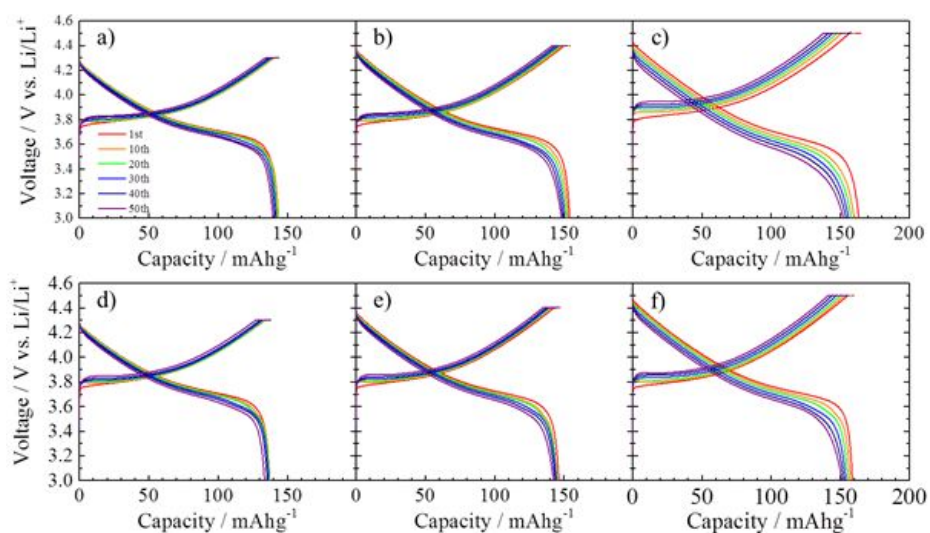 Voltage / V vs. Li/Li⁺
4.6
4.4
4.2
4.0
3.8
3.6
3.4
3.2
3.0
a)
1st
10th
20th
30th
40th
50th
b)
c)
0 50 100 150 0 50 100 150 0 50 100 150 200
Capacity / mAhg⁻¹ Capacity / mAhg⁻¹ Capacity / mAhg⁻¹
Voltage / V vs. Li/Li⁺
4.6
4.4
4.2
4.0
3.8
3.6
3.4
3.2
3.0
d)
e)
f)
0 50 100 150 0 50 100 150 0 50 100 150 200
Capacity / mAhg⁻¹ Capacity / mAhg⁻¹ Capacity / mAhg⁻¹